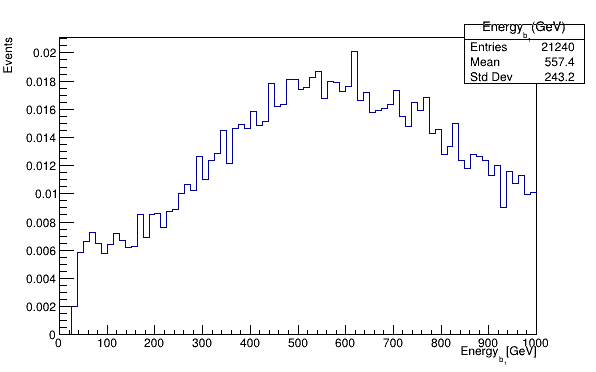 Energy_b_1(GeV)
Entries 21240
Mean 557.4
Std Dev 243.2
Events
0.02
0.018
0.016
0.014
0.012
0.01
0.008
0.006
0.004
0.002
0
0 100 200 300 400 500 600 700 800 900 1000
Energy_b_1[GeV]